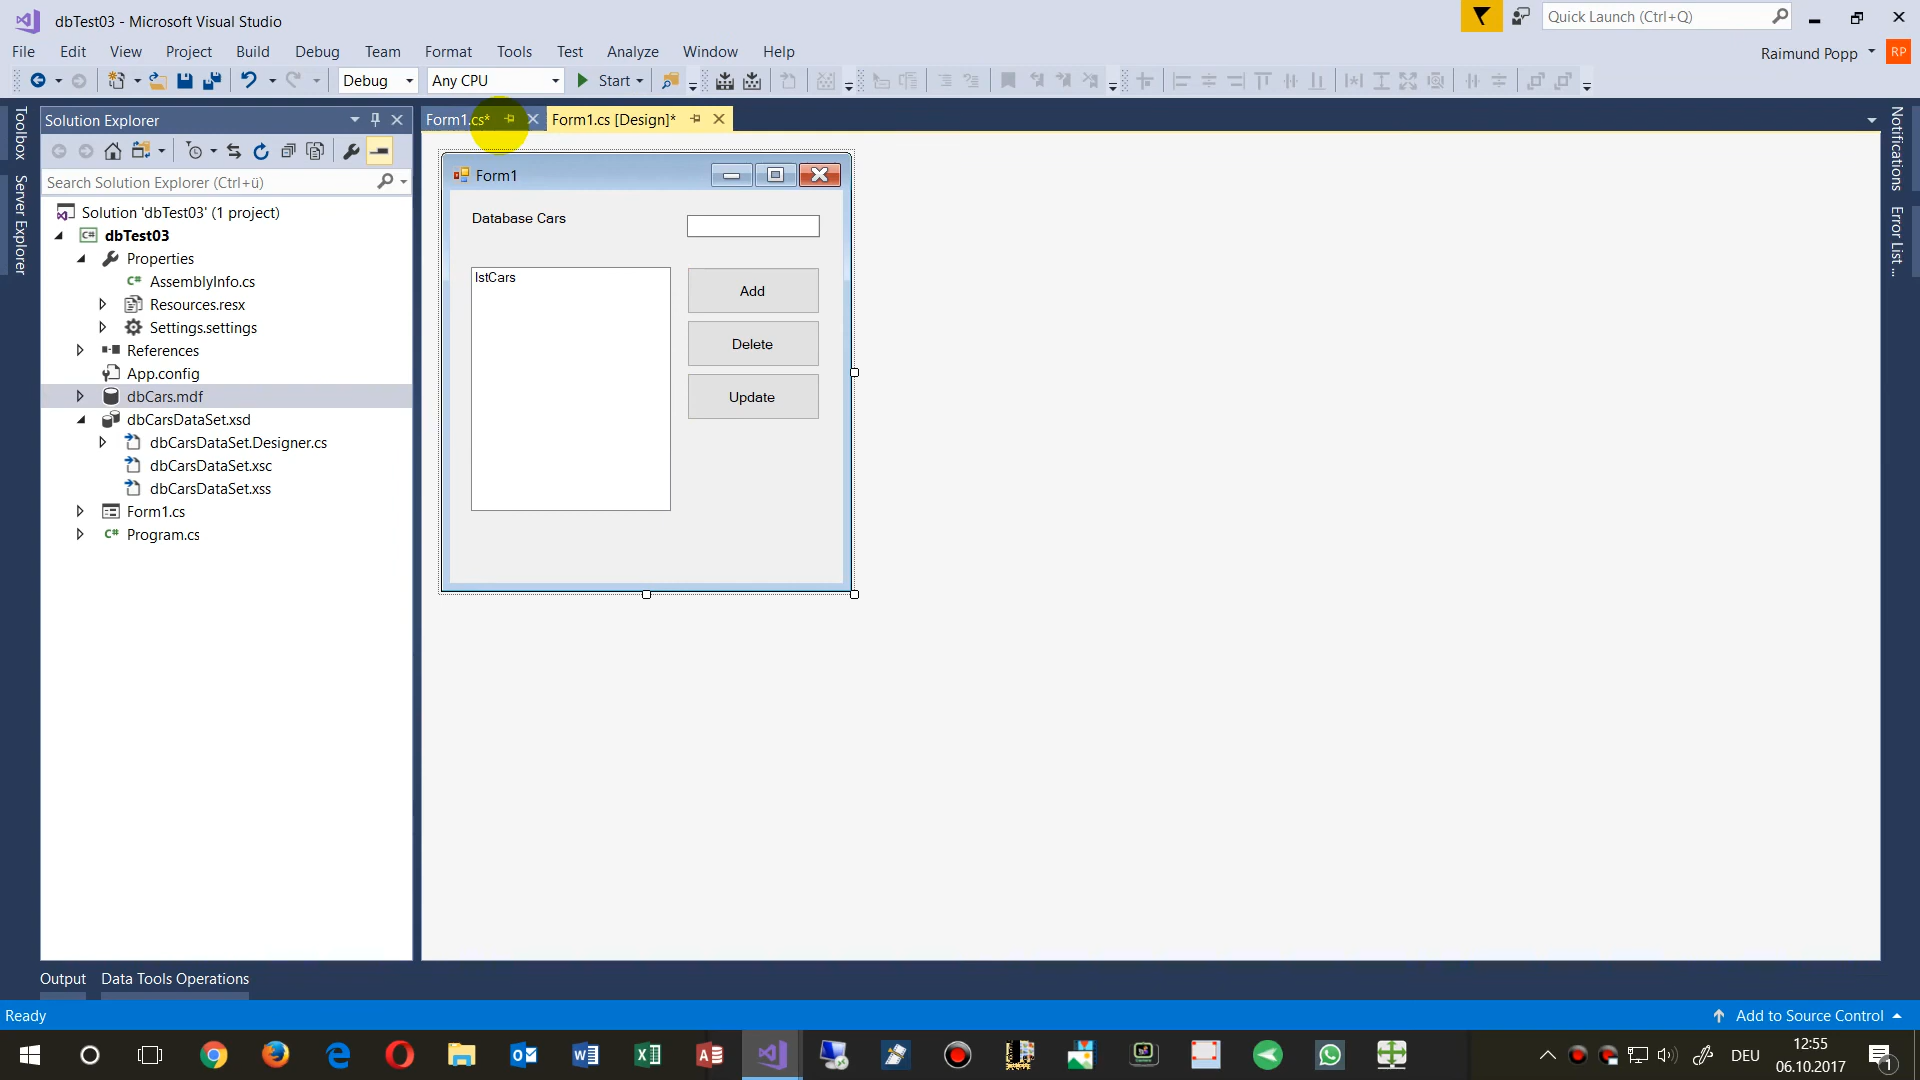 dbTest03 - Microsoft Visual Studio
Quick Launch (Ctrl+Q)
File Edit View Project Build Debug Team Format Tools Test Analyze Window Help
Raimund Popp RP
Debug Any CPU Start
Toolbox
Server Explorer
Solution Explorer
Search Solution Explorer (Ctrl+ü)
Solution 'dbTest03' (1 project)
dbTest03
Properties
AssemblyInfo.cs
Resources.resx
Settings.settings
References
App.config
dbCars.mdf
dbCarsDataSet.xsd
dbCarsDataSet.Designer.cs
dbCarsDataSet.xsc
dbCarsDataSet.xss
Form1.cs
Program.cs
Form1.cs* Form1.cs [Design]*
Form1
Database Cars
lstCars
Add
Delete
Update
Notifications
Error List ...
Output Data Tools Operations
Ready
Add to Source Control
DEU
12:55
06.10.2017
1